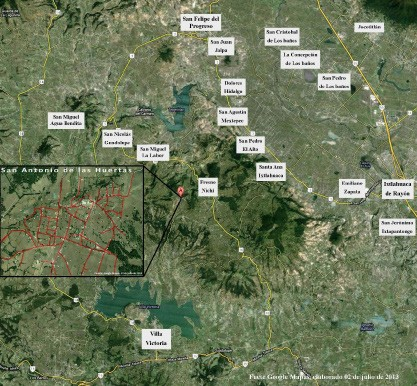 San Felipe del
Progreso
San Juan
Jalpa
San Cristobal
de Los baños
Jocotitlán
La Concepción
de Los baños
San Pedro
de Los baños
Dolores
Hidalgo
San Miguel
Agua Bendita
San Agustín
Mextepec
San Nicolás
Guadalupe
San Miguel
La Labor
San Pedro
El Alto
Santa Ana
Ixtlahuaca
San Antonio de las Huertas
Fresno
Nichi
Emiliano
Zapata
Ixtlahuaca
de Rayón
San Jerónimo
Ixtapantongo
Villa
Victoria
Fuente Google Mapas, elaborado 02 de julio de 2013